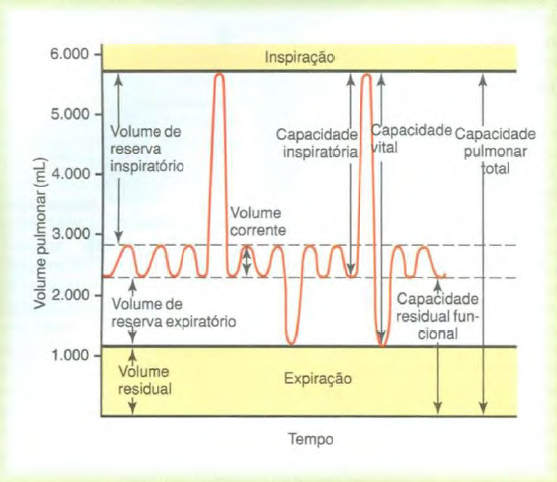 6.000
5.000
4.000
3.000
2.000
1.000
Volume pulmonar (mL)
Inspiração
Volume de
reserva
inspiratório
Capacidade
inspiratória
Capacidade
vital
Capacidade
pulmonar
total
Volume
corrente
Volume de
reserva expiratório
Capacidade
residual fun-
cional
Volume
residual
Expiração
Tempo